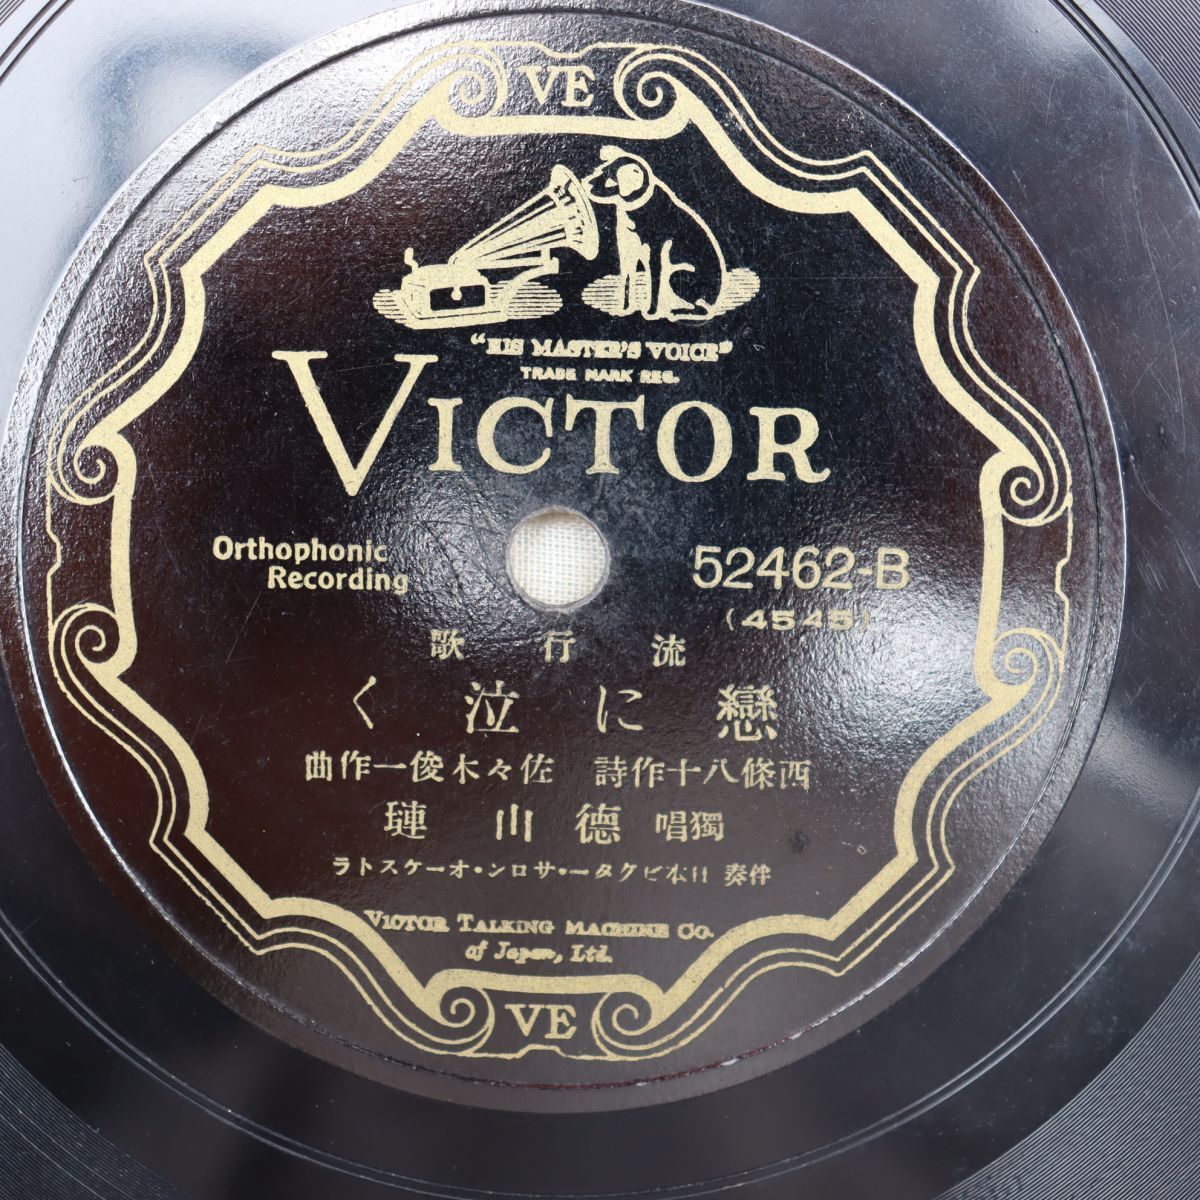 VE
"HIS MASTER'S VOICE"
TRADE MARK REG.
VICTOR
Orthophonic
Recording
52462-B
(4545)
流行歌
戀に泣く
西條八十作詩 佐々木俊一作曲
獨唱 德山璉
伴奏 日本ビクター・サロン・オーケストラ
VICTOR TALKING MACHINE CO.
of Japan, Ltd.
VE